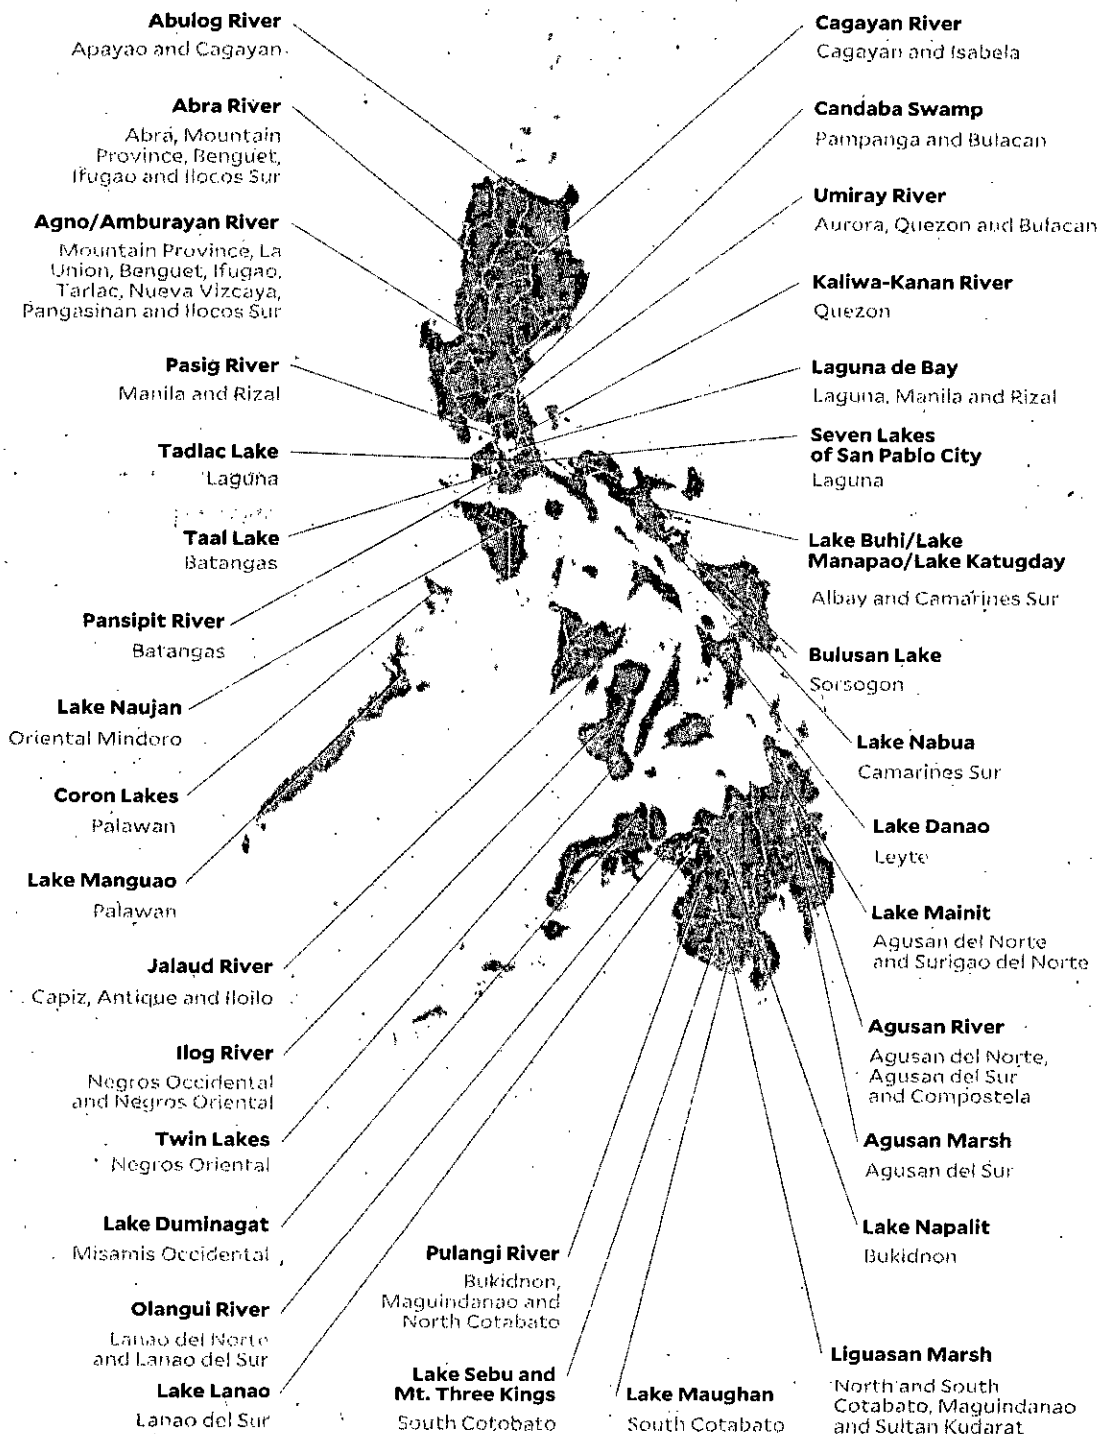 Abulog River
Apayao and Cagayan
Abra River
Abra, Mountain
Province, Benguet,
Ifugao and Ilocos Sur
Agno/Amburayan River
Mountain Province, La
Union, Benguet, Ifugao,
Tarlac, Nueva Vizcaya,
Pangasinan and Ilocos Sur
Pasig River
Manila and Rizal
Tadlac Lake
Laguna
Taal Lake
Batangas
Pansipit River
Batangas
Lake Naujan
Oriental Mindoro
Coron Lakes
Palawan
Lake Manguao
Palawan
Jalaud River
Capiz, Antique and Iloilo
Ilog River
Negros Occidental
and Negros Oriental
Twin Lakes
Negros Oriental
Lake Duminagat
Misamis Occidental
Olangui River
Lanao del Norte
and Lanao del Sur
Lake Lanao
Lanao del Sur
Pulangi River
Bukidnon,
Maguindanao and
North Cotabato
Lake Sebu and
Mt. Three Kings
South Cotobato
Lake Maughan
South Cotabato
Cagayan River
Cagayan and Isabela
Candaba Swamp
Pampanga and Bulacan
Umiray River
Aurora, Quezon and Bulacan
Kaliwa-Kanan River
Quezon
Laguna de Bay
Laguna, Manila and Rizal
Seven Lakes
of San Pablo City
Laguna
Lake Buhi/Lake
Manapao/Lake Katugday
Albay and Camarines Sur
Bulusan Lake
Sorsogon
Lake Nabua
Camarines Sur
Lake Danao
Leyte
Lake Mainit
Agusan del Norte
and Surigao del Norte
Agusan River
Agusan del Norte,
Agusan del Sur
and Compostela
Agusan Marsh
Agusan del Sur
Lake Napalit
Bukidnon
Liguasan Marsh
North and South
Cotabato, Maguindanao
and Sultan Kudarat